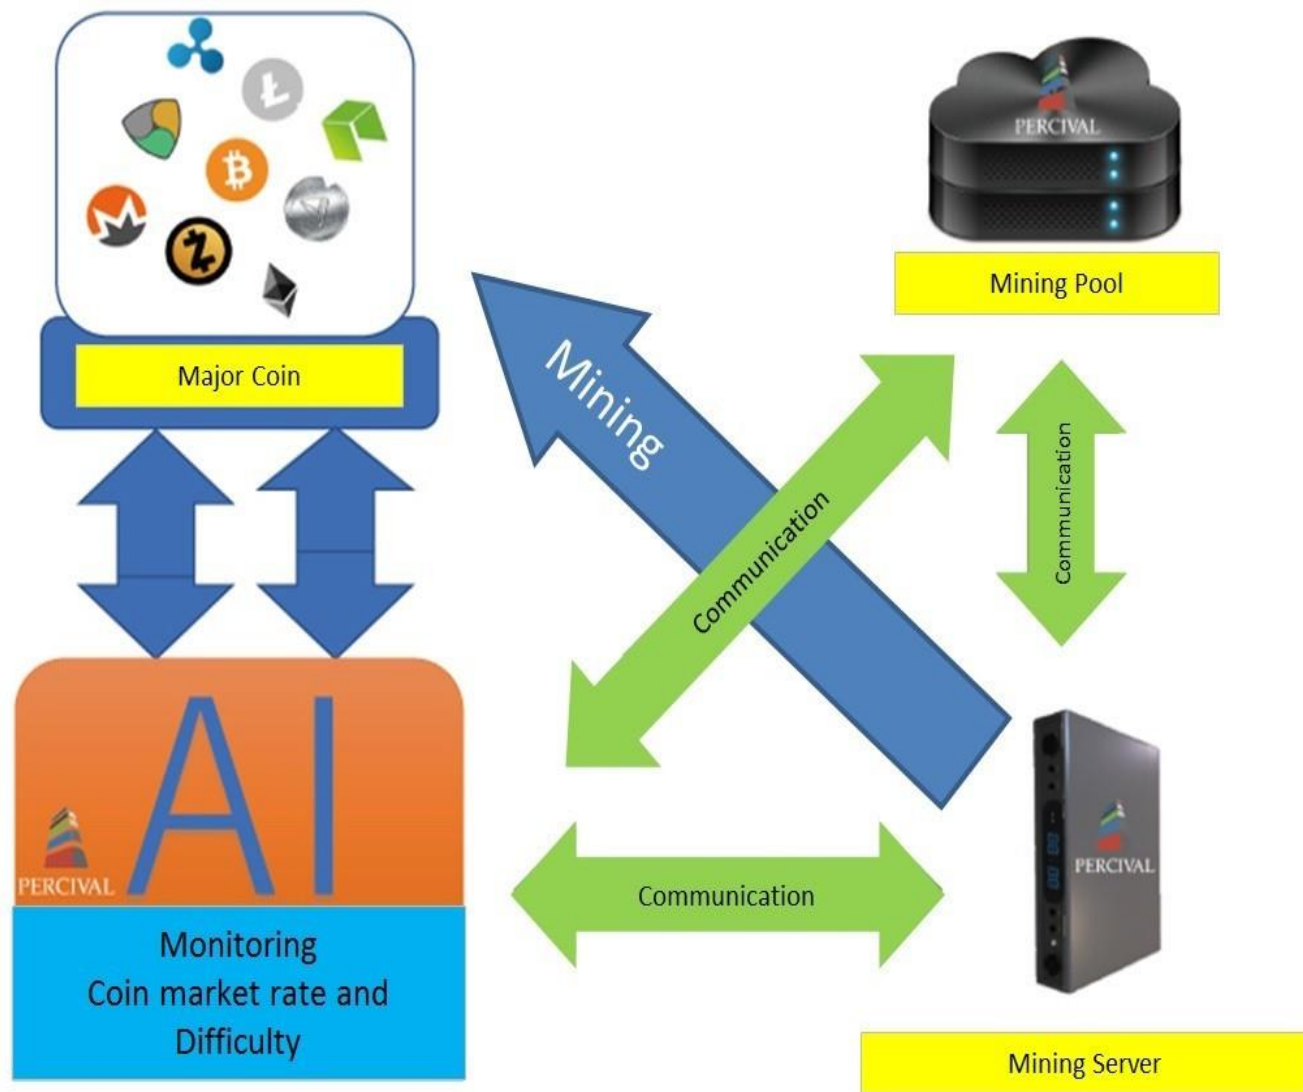 PERCIVAL
Mining Pool
Major Coin
Mining
Communication
Communication
AI
PERCIVAL
PERCIVAL
Communication
Monitoring
Coin market rate and
Difficulty
Mining Server